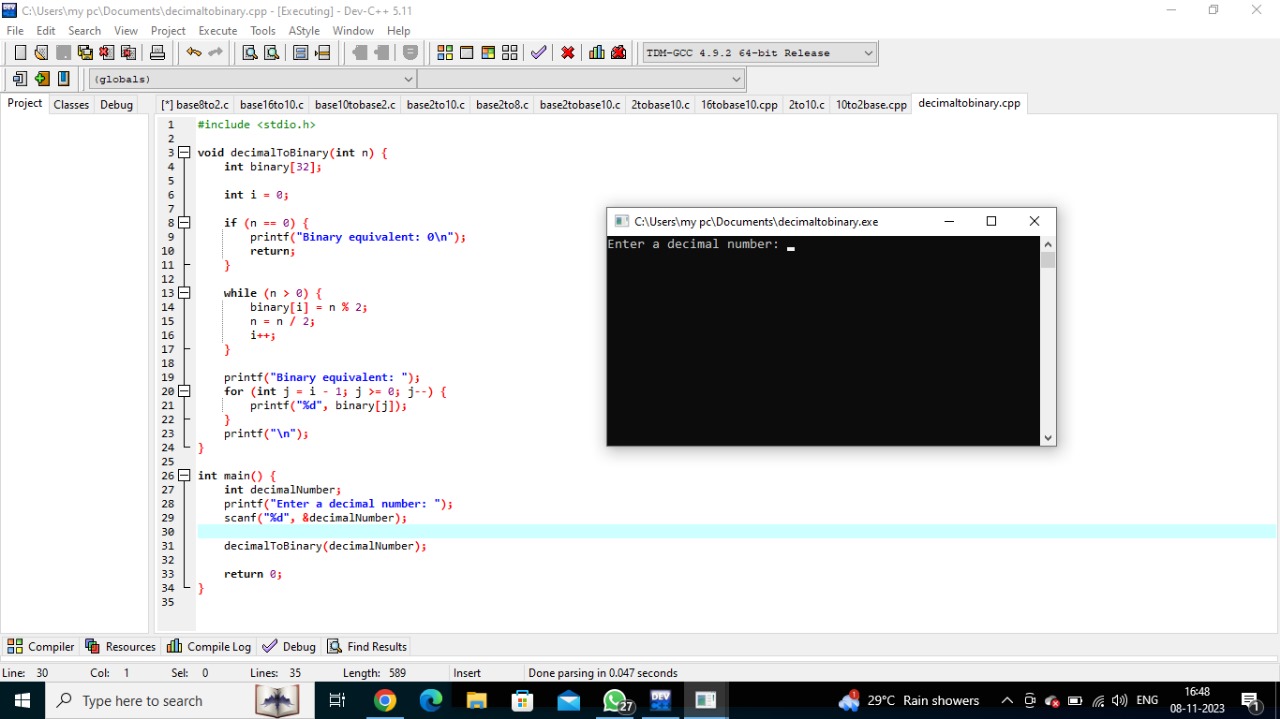 C:\Users\my pc\Documents\decimaltobinary.cpp - [Executing] - Dev-C++ 5.11
File Edit Search View Project Execute Tools AStyle Window Help
TDM-GCC 4.9.2 64-bit Release
(globals)
Project Classes Debug
[*] base8to2.c base16to10.c base10tobase2.c base2to10.c base2to8.c base2tobase10.c 2tobase10.c 16tobase10.cpp 2to10.c 10to2base.cpp decimaltobinary.cpp
1 #include <stdio.h>
2
3 void decimalToBinary(int n) {
4 int binary[32];
5
6 int i = 0;
7
8 if (n == 0) {
9 printf("Binary equivalent: 0\n");
10 return;
11 }
12
13 while (n > 0) {
14 binary[i] = n % 2;
15 n = n / 2;
16 i++;
17 }
18
19 printf("Binary equivalent: ");
20 for (int j = i - 1; j >= 0; j--) {
21 printf("%d", binary[j]);
22 }
23 printf("\n");
24 }
25
26 int main() {
27 int decimalNumber;
28 printf("Enter a decimal number: ");
29 scanf("%d", &decimalNumber);
30
31 decimalToBinary(decimalNumber);
32
33 return 0;
34 }
35
C:\Users\my pc\Documents\decimaltobinary.exe
Enter a decimal number: _
Compiler Resources Compile Log Debug Find Results
Line: 30 Col: 1 Sel: 0 Lines: 35 Length: 589 Insert Done parsing in 0.047 seconds
Type here to search
27
DEV
29°C Rain showers
ENG
16:48
08-11-2023
1